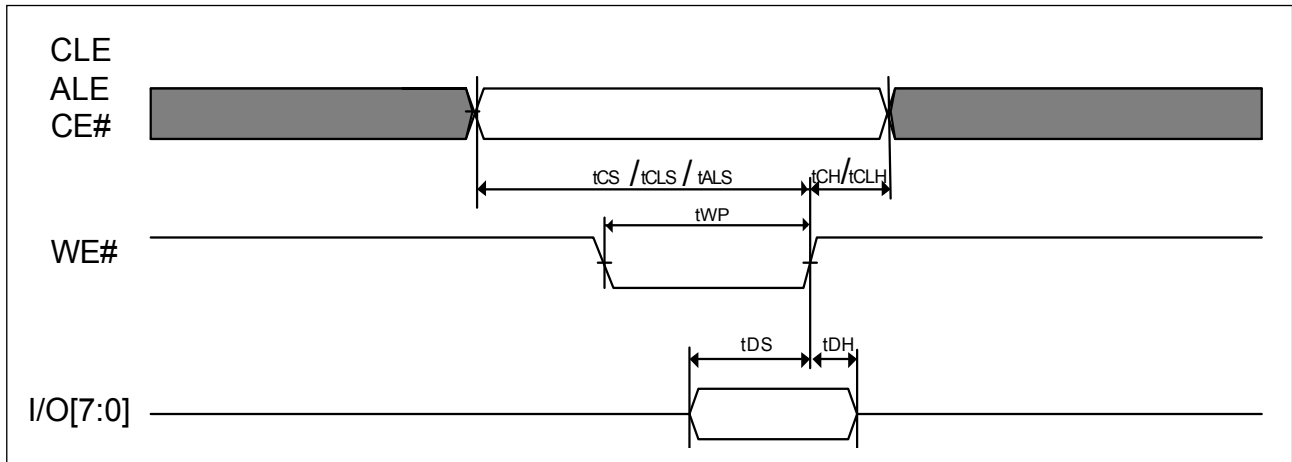 CLE
ALE
CE#
tCS /tCLS / tALS
tCH/tCLH
tWP
WE#
tDS
tDH
I/O[7:0]